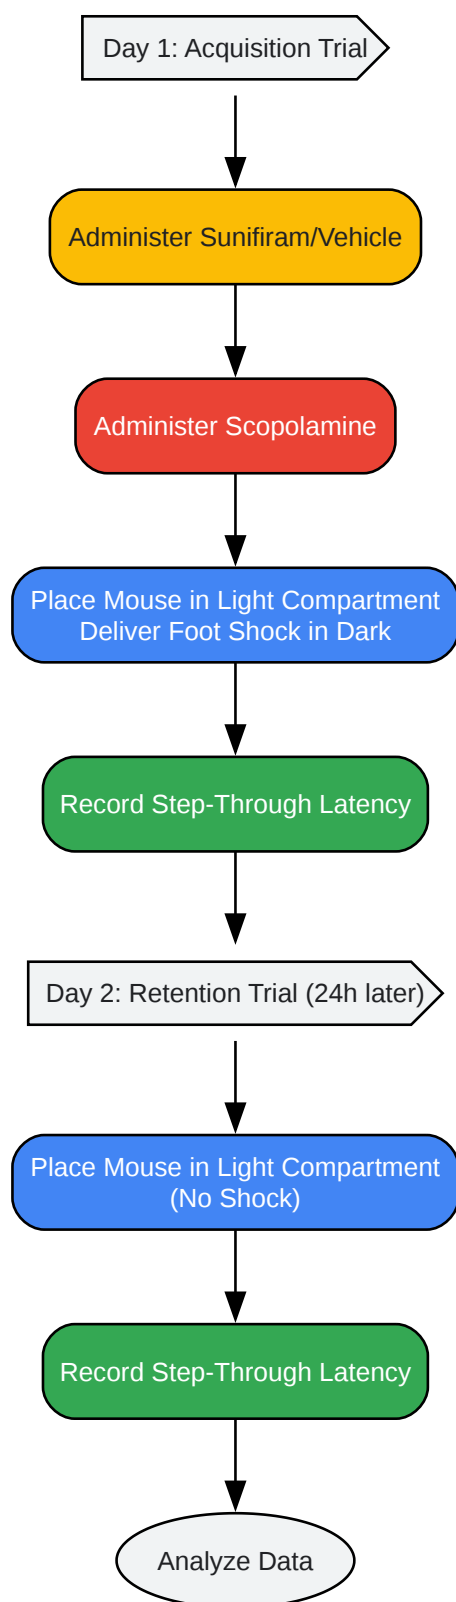 Day 1: Acquisition Trial
Administer Sunifiram/Vehicle
Administer Scopolamine
Place Mouse in Light Compartment
Deliver Foot Shock in Dark
Record Step-Through Latency
Day 2: Retention Trial (24h later)
Place Mouse in Light Compartment
(No Shock)
Record Step-Through Latency
Analyze Data